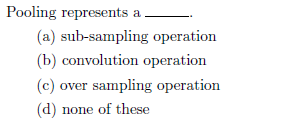 Pooling represents a ______.
(a) sub-sampling operation
(b) convolution operation
(c) over sampling operation
(d) none of these